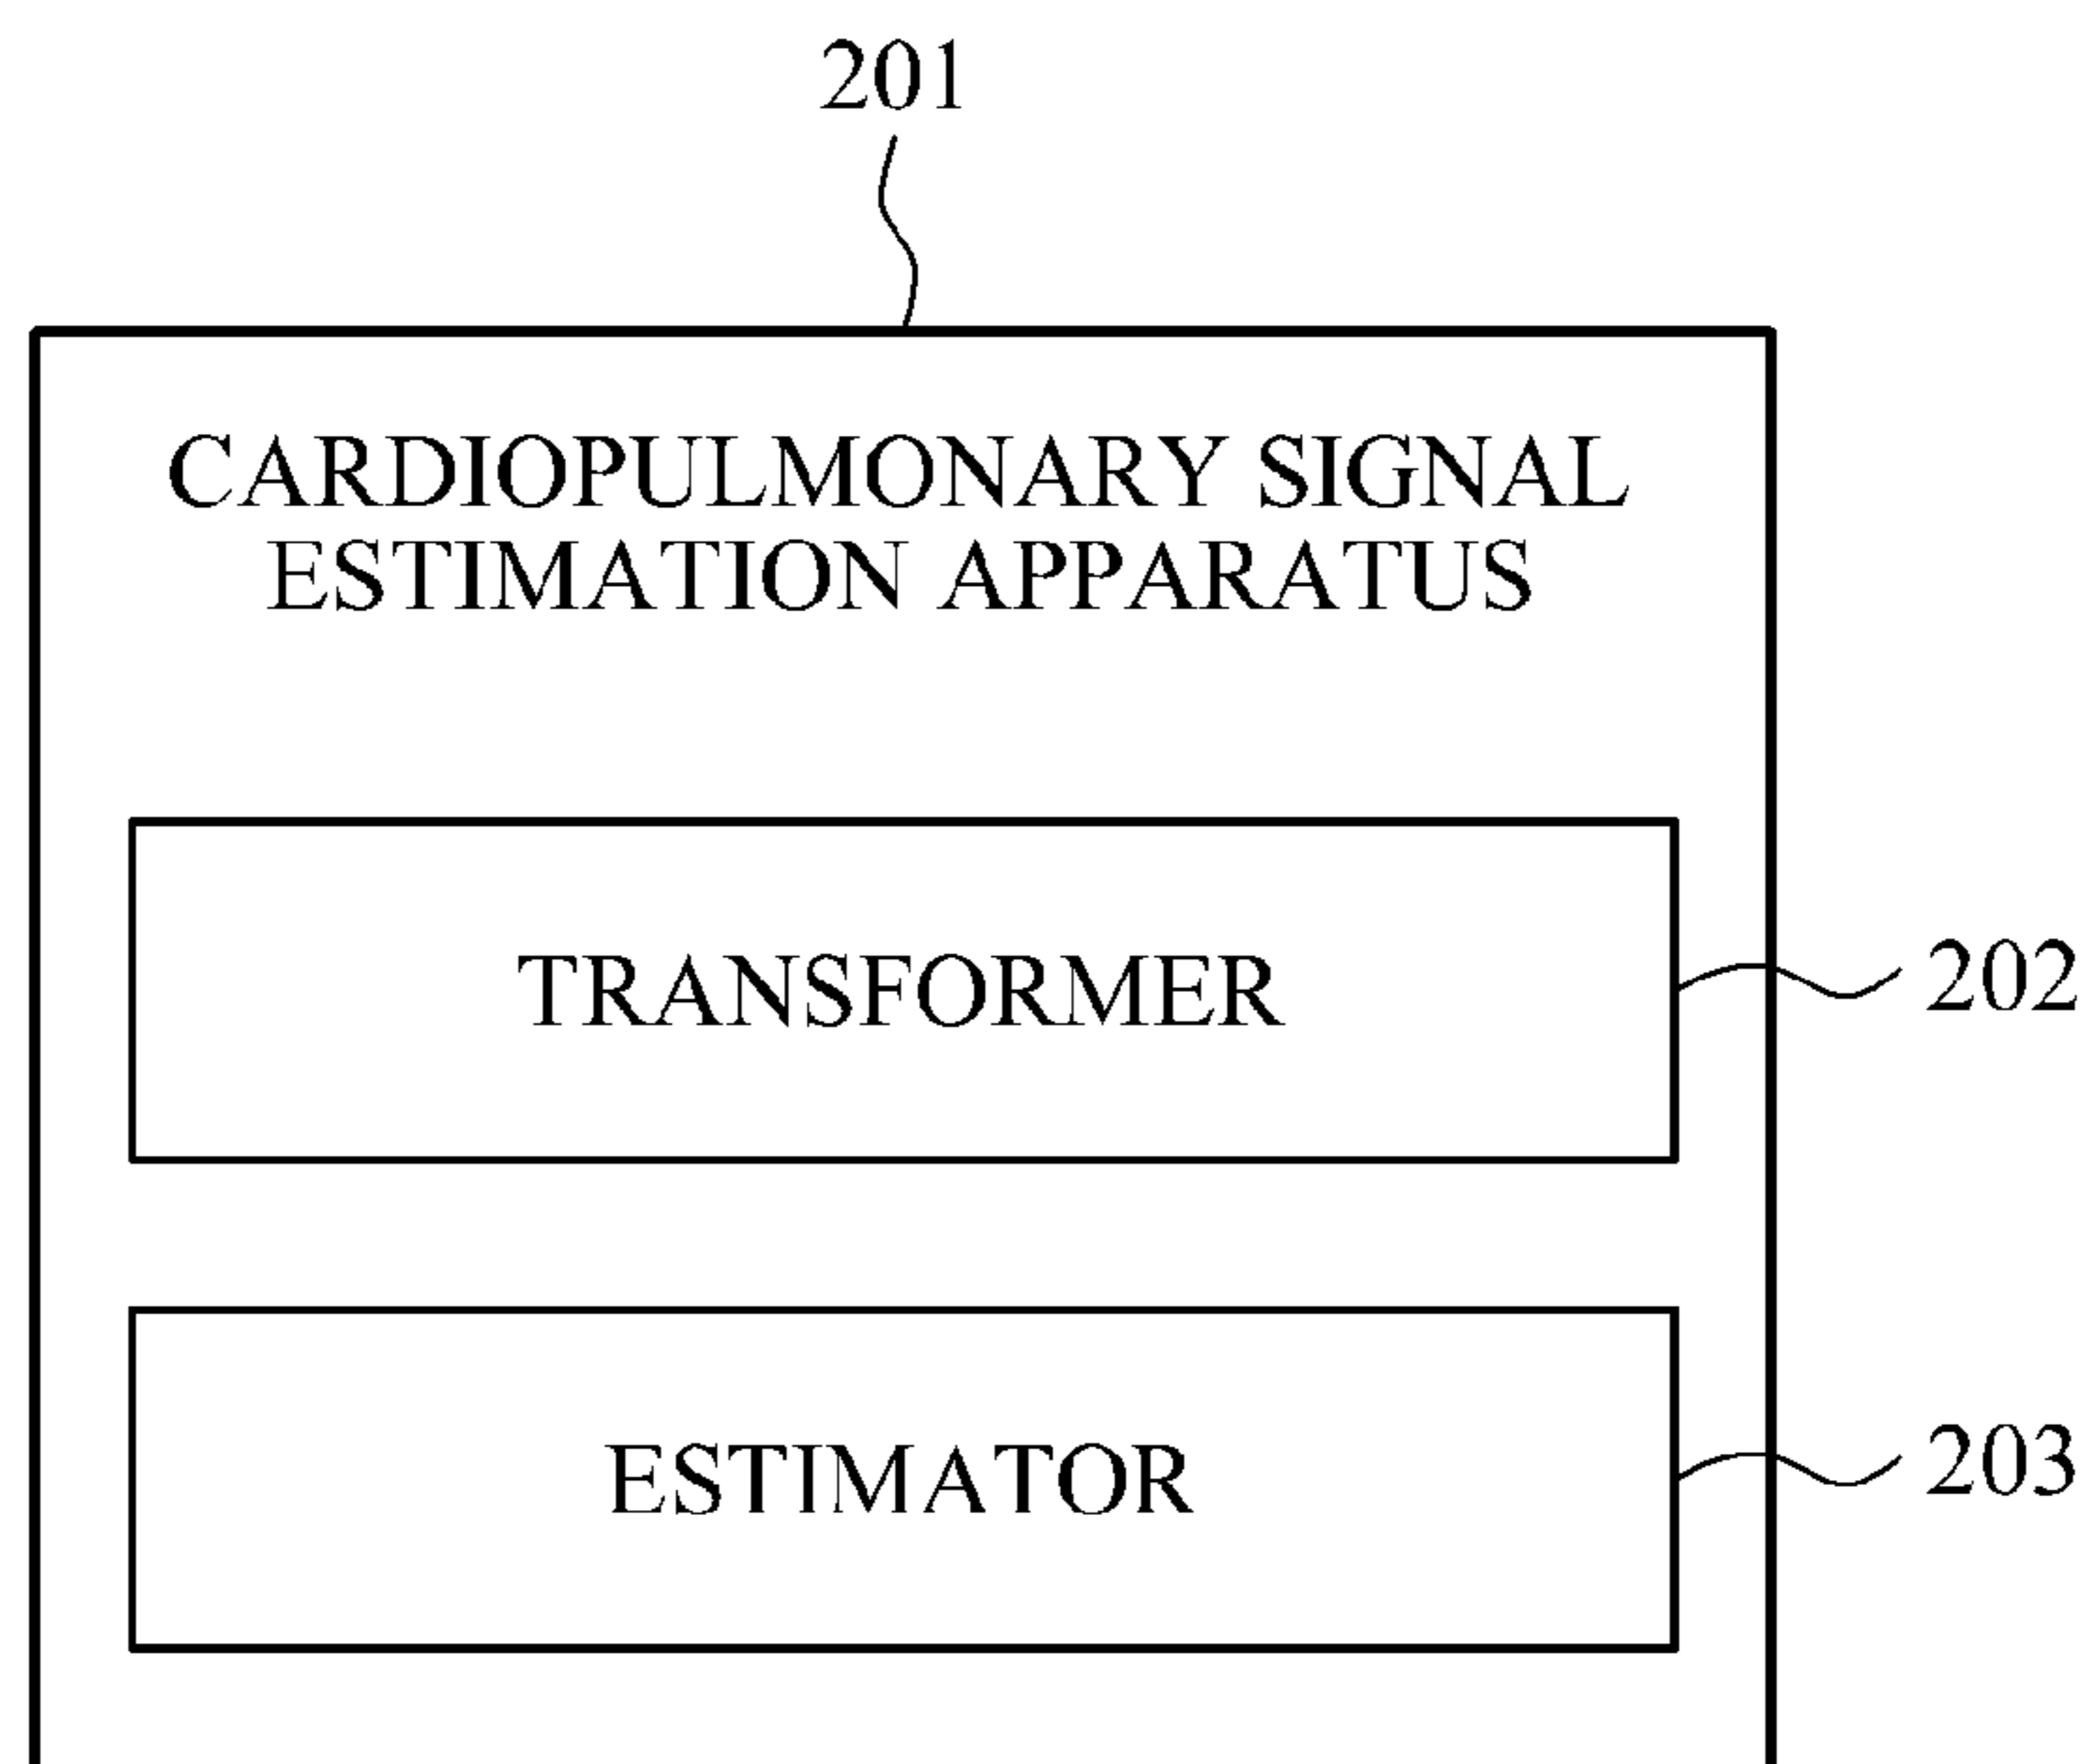 201
CARDIOPULMONARY SIGNAL
ESTIMATION APPARATUS
TRANSFORMER
202
ESTIMATOR
203